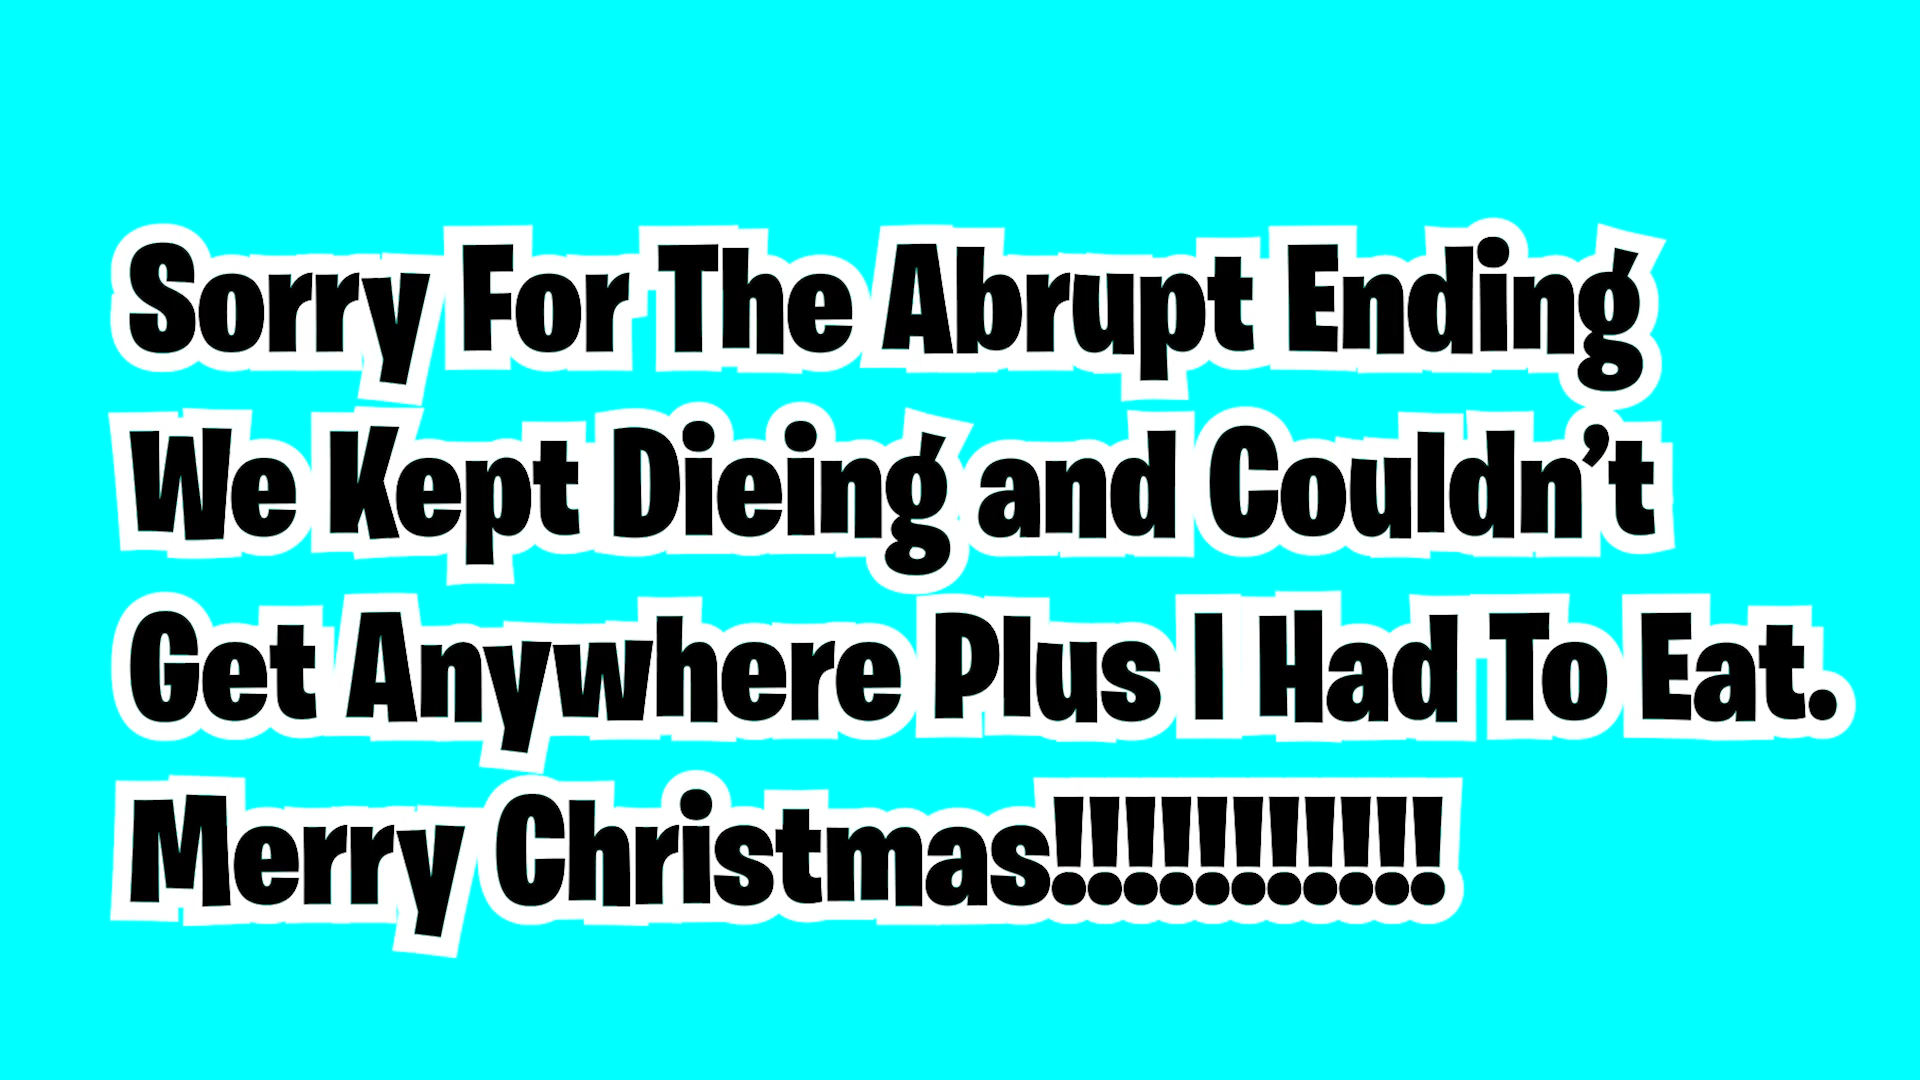 Sorry For The Abrupt Ending
We Kept Dieing and Couldn’t
Get Anywhere Plus I Had To Eat.
Merry Christmas!!!!!!!!!!!